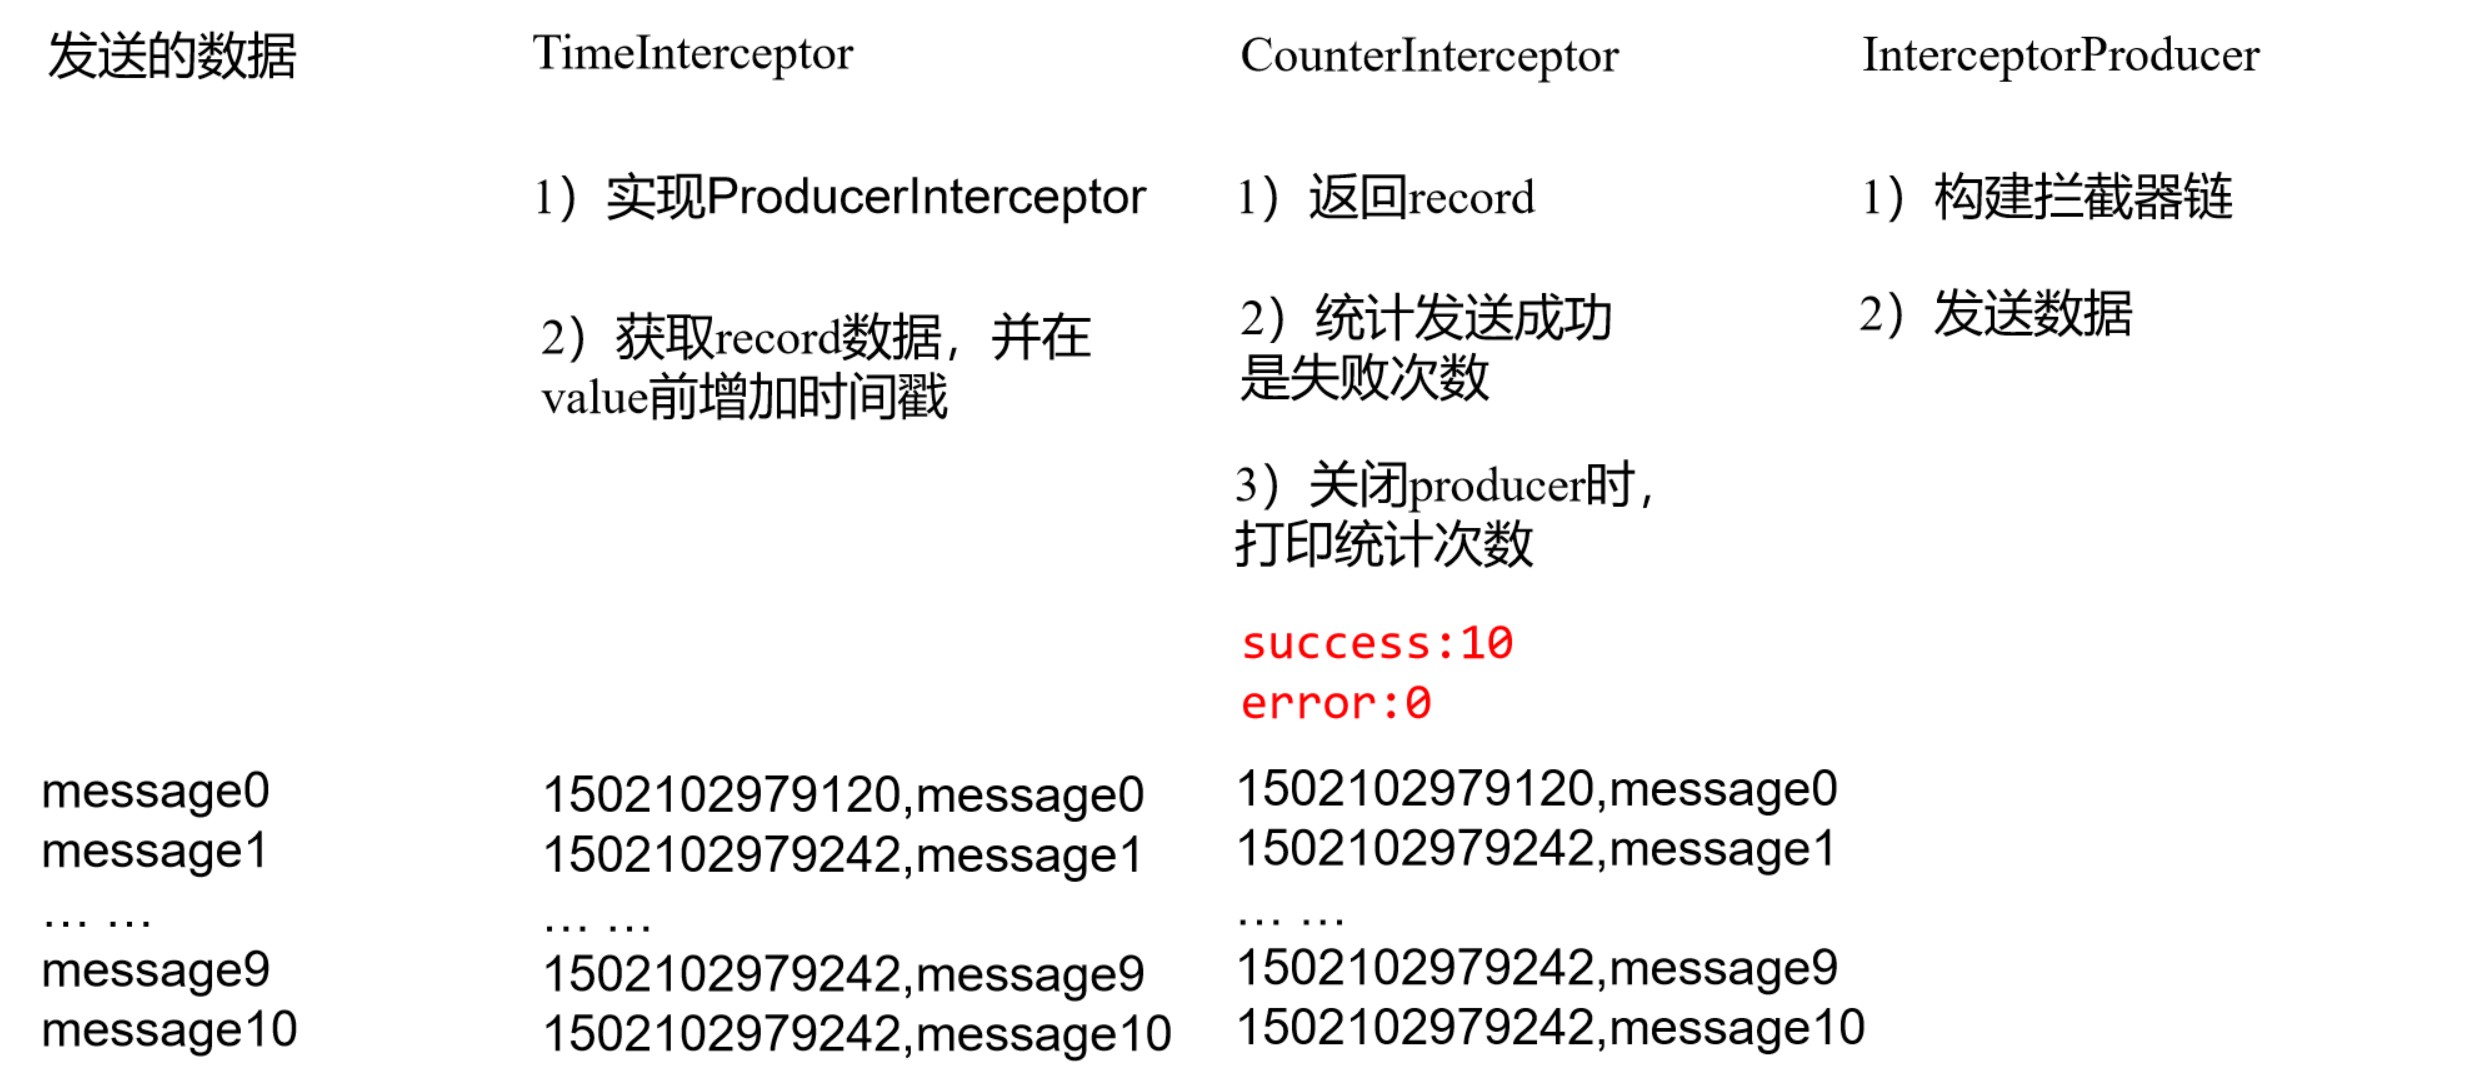 发送的数据
TimeInterceptor
1）实现ProducerInterceptor
2）获取record数据，并在
value前增加时间戳
CounterInterceptor
1）返回record
2）统计发送成功
是失败次数
3）关闭producer时，
打印统计次数
success:10
error:0
InterceptorProducer
1）构建拦截器链
2）发送数据
message0
message1
… …
message9
message10
1502102979120,message0
1502102979242,message1
… …
1502102979242,message9
1502102979242,message10
1502102979120,message0
1502102979242,message1
… …
1502102979242,message9
1502102979242,message10